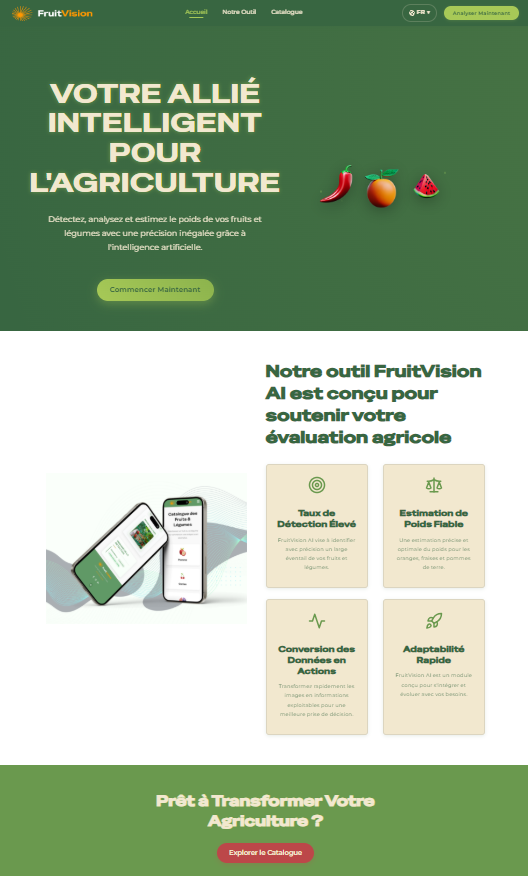 FruitVision
Accueil
Notre Outil
Catalogue
FR
Analyser Maintenant
VOTRE ALLIÉ
INTELLIGENT
POUR
L'AGRICULTURE
Détectez, analysez et estimez le poids de vos fruits et
légumes avec une précision inégalée grâce à
l'intelligence artificielle.
Commencer Maintenant
Notre outil FruitVision
AI est conçu pour
soutenir votre
évaluation agricole
Catalogue des
Fruits &
Légumes
Taux de
Détection Élevé
FruitVision AI vise à identifier
avec précision un large
éventail de vos fruits et
légumes.
Estimation de
Poids Fiable
Une estimation précise et
optimale du poids pour les
oranges, fraises et pommes
de terre.
Conversion des
Données en
Actions
Transformer rapidement les
images en informations
exploitables pour une
meilleure prise de décision.
Adaptabilité
Rapide
FruitVision AI est un module
conçu pour s'intégrer et
évoluer avec vos besoins.
Prêt à Transformer Votre
Agriculture ?
Explorer le Catalogue